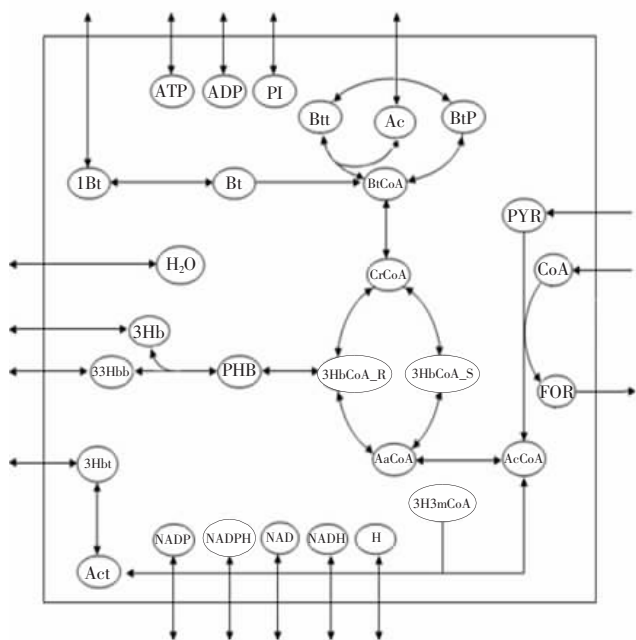 ATP ADP PI
Btt Ac BtP
1Bt Bt BtCoA
PYR
H₂O CrCoA CoA
3Hb
33Hbb PHB 3HbCoA_R 3HbCoA_S
FOR
3Hbt AaCoA AcCoA
3H3mCoA
NADP NADPH NAD NADH H
Act